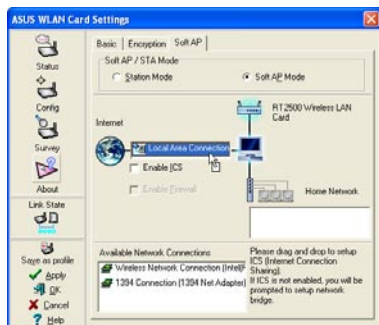 ASUS WLAN Card Settings
Status
Config
Survey
About
Link State
Save as profile
Apply
OK
Cancel
Help
Basic
Encryption
Soft AP
Soft AP / STA Mode
Station Mode
Soft AP Mode
Internet
RT2500 Wireless LAN
Card
Local Area Connection
Enable ICS
Enable Firewall
Home Network
Available Network Connections
Wireless Network Connection (Intel(R
1394 Connection (1394 Net Adapter)
Please drag and drop to setup
ICS (Internet Connection
Sharing).
If ICS is not enabled, you will be
prompted to setup network
bridge.